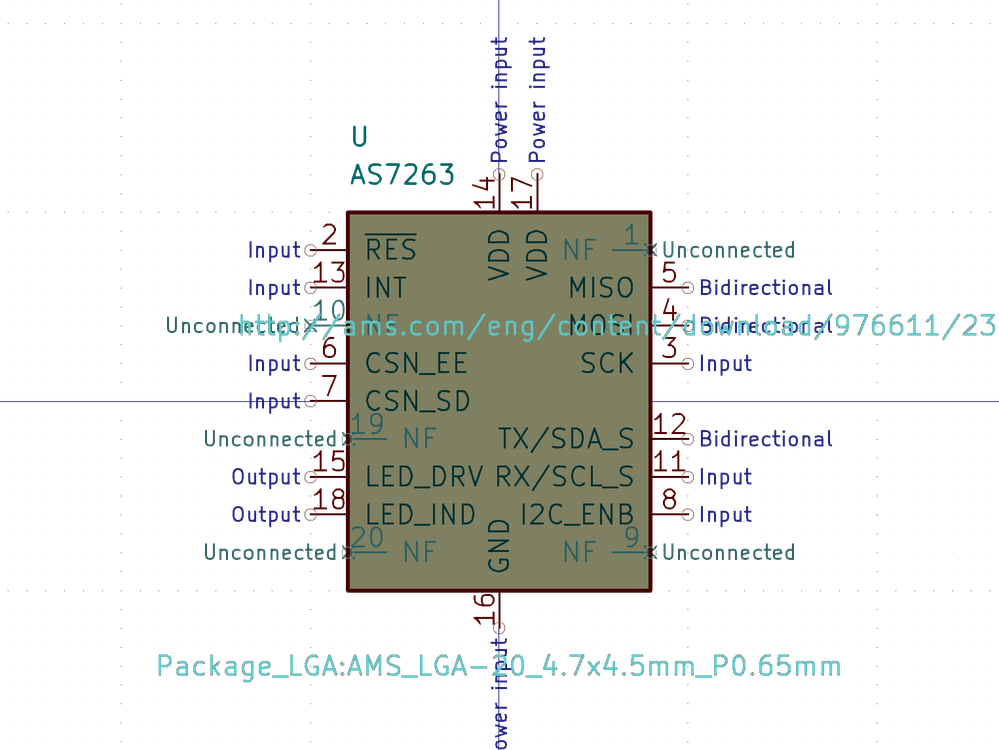 Power input
Power input
U
AS7263
14
17
2
Input
RES
VDD
VDD
NF
1
Unconnected
13
Input
INT
MISO
5
Bidirectional
10
Unconnected
NF
MOSI
4
Bidirectional
http://ams.com/eng/content/download/976611/23
6
Input
CSN_EE
SCK
3
Input
7
Input
CSN_SD
19
Unconnected
NF
TX/SDA_S
12
Bidirectional
15
Output
LED_DRV
RX/SCL_S
11
Input
18
Output
LED_IND
I2C_ENB
8
Input
20
Unconnected
NF
GND
NF
9
Unconnected
16
Package_LGA:AMS_LGA-20_4.7x4.5mm_P0.65mm
ower input